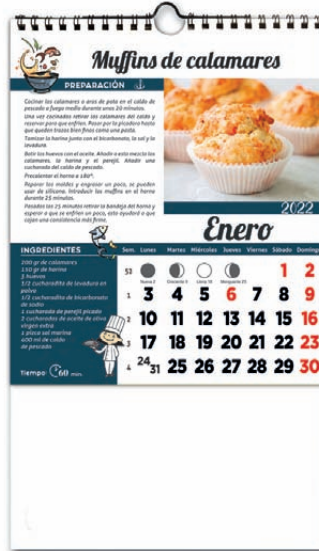 Muffins de calamares
PREPARACIÓN
Cocinar los calamares o aros de pota en el caldo de
pescado a fuego medio durante unos 20 minutos.
Una vez cocinados retirar los calamares del caldo y
reservar para que enfríen. Pasar por la picadora hasta
que queden trozos bien finos como una pasta.
Tamizar la harina junto con el bicarbonato, la sal y la
levadura.
Batir los huevos con el aceite. Añadir a esta mezcla los
calamares, la harina y el perejil. Añadir una
cucharada del caldo de pescado.
Precalentar el horno a 180º.
Repartir los moldes y engrasar un poco, se pueden
usar de silicona. Introducir los muffins en el horno
durante 25 minutos.
Pasados los 25 minutos retirar la bandeja del horno y
esperar a que se enfríen un poco, esto ayudará a que
cojan una consistencia más firme.
2022
Enero
INGREDIENTES
200 gr de calamares
150 gr de harina
3 huevos
1/2 cucharadita de levadura en
polvo
1/2 cucharadita de bicarbonato
de sodio
1 cucharada de perejil picado
2 cucharadas de aceite de oliva
virgen extra
1 pizca sal marina
400 ml de caldo
de pescado
Tiempo: 60 min.
Sem. Lunes Martes Miércoles Jueves Viernes Sábado Domingo
52 1 2
Nueva 2 Creciente 9 Llena 18 Menguante 25
1 3 4 5 6 7 8 9
2 10 11 12 13 14 15 16
3 17 18 19 20 21 22 23
4 24 31 25 26 27 28 29 30